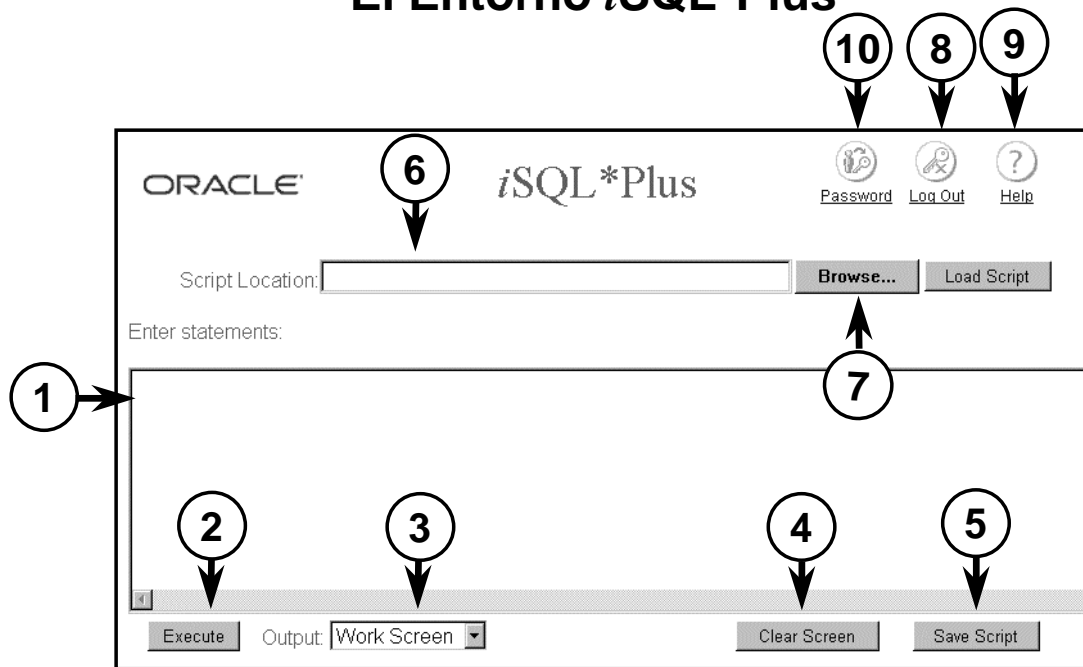 El Entorno iSQL*Plus
10 8 9
6
ORACLE iSQL*Plus
Password Log Out Help
Script Location: Browse... Load Script
Enter statements:
1
7
2 3 4 5
Execute Output: Work Screen Clear Screen Save Script